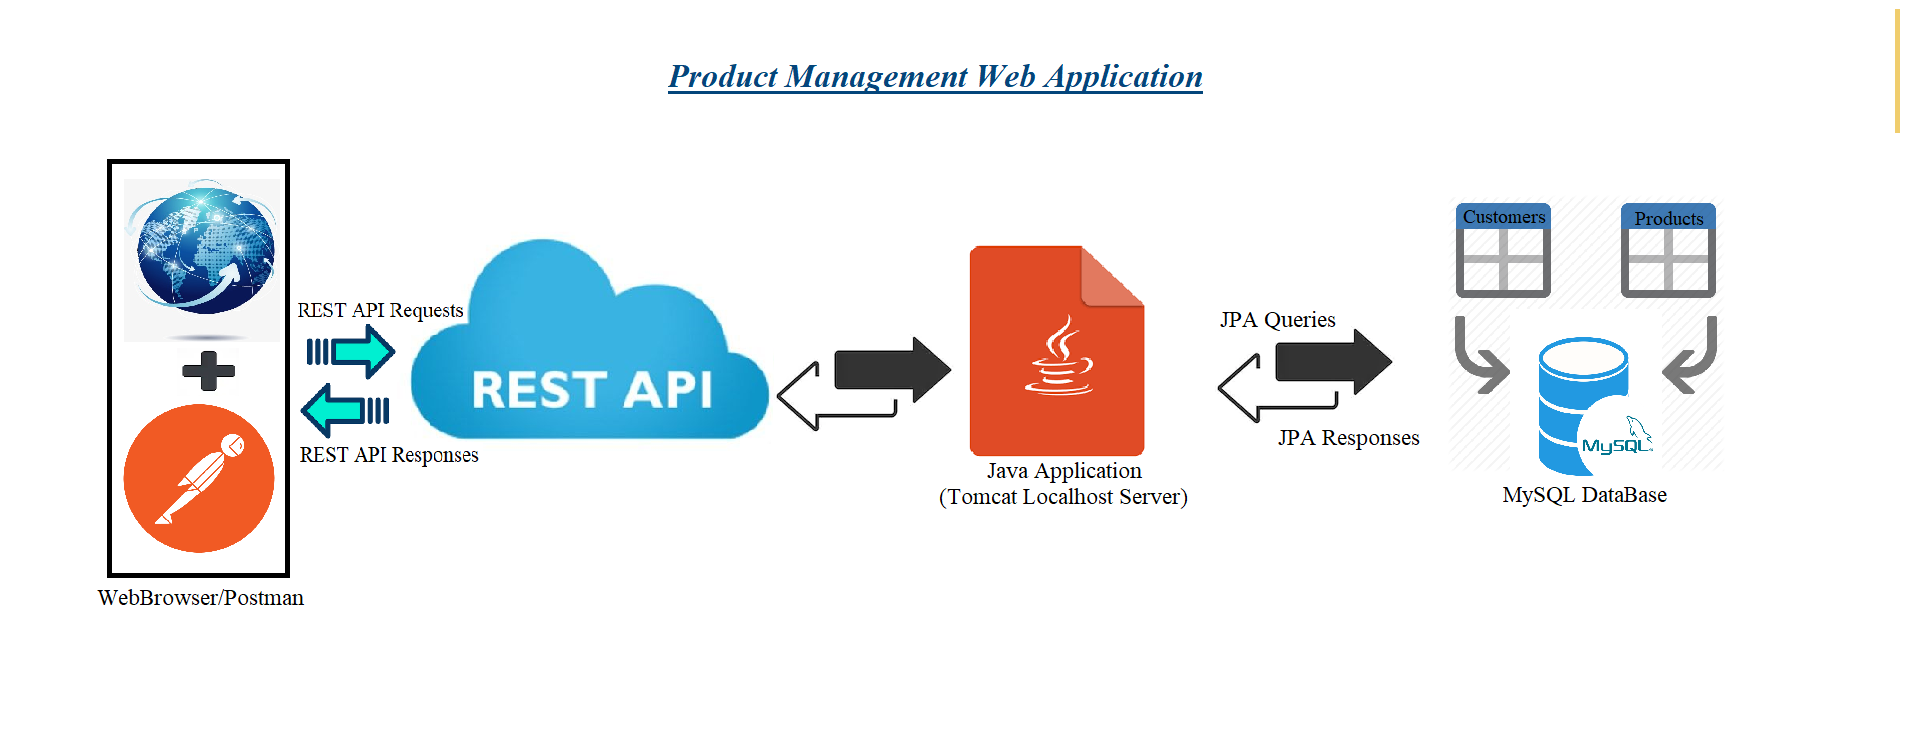 Product Management Web Application
Customers
Products
REST API Requests
JPA Queries
REST API
MySQL
JPA Responses
REST API Responses
Java Application
(Tomcat Localhost Server)
MySQL DataBase
WebBrowser/Postman